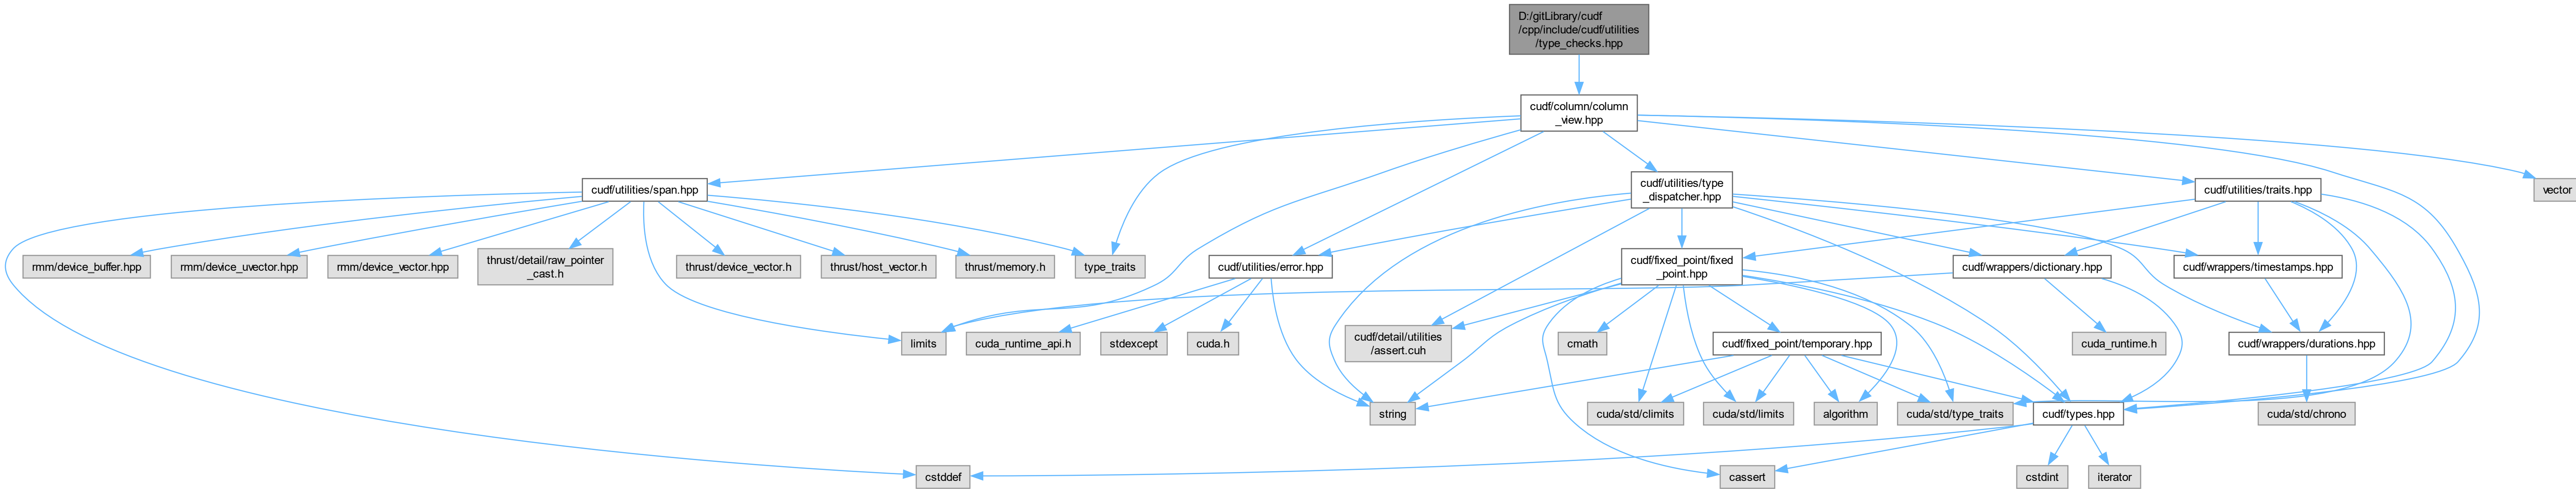 D:/gitLibrary/cudf
/cpp/include/cudf/utilities
/type_checks.hpp
cudf/column/column
_view.hpp
cudf/utilities/span.hpp
cudf/utilities/type
_dispatcher.hpp
cudf/utilities/traits.hpp
vector
rmm/device_buffer.hpp
rmm/device_uvector.hpp
rmm/device_vector.hpp
thrust/detail/raw_pointer
_cast.h
thrust/device_vector.h
thrust/host_vector.h
thrust/memory.h
type_traits
cudf/utilities/error.hpp
cudf/fixed_point/fixed
_point.hpp
cudf/wrappers/dictionary.hpp
cudf/wrappers/timestamps.hpp
limits
cuda_runtime_api.h
stdexcept
cuda.h
cudf/detail/utilities
/assert.cuh
cmath
cudf/fixed_point/temporary.hpp
cuda_runtime.h
cudf/wrappers/durations.hpp
string
cuda/std/climits
cuda/std/limits
algorithm
cuda/std/type_traits
cudf/types.hpp
cuda/std/chrono
cstddef
cassert
cstdint
iterator